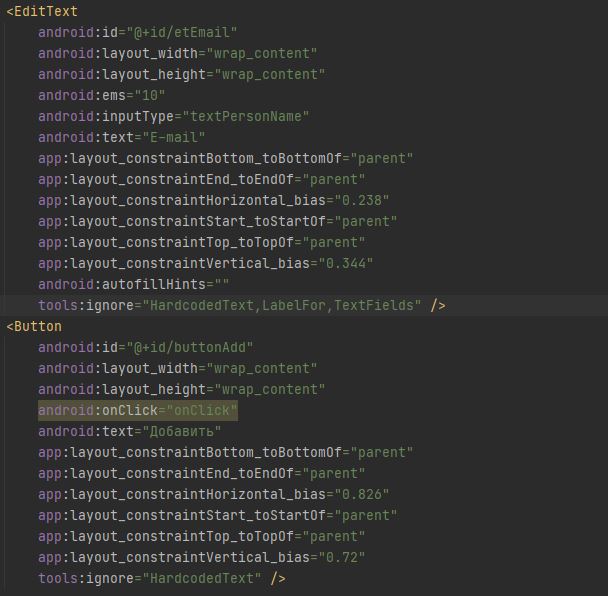 <EditText
android:id="@+id/etEmail"
android:layout_width="wrap_content"
android:layout_height="wrap_content"
android:ems="10"
android:inputType="textPersonName"
android:text="E-mail"
app:layout_constraintBottom_toBottomOf="parent"
app:layout_constraintEnd_toEndOf="parent"
app:layout_constraintHorizontal_bias="0.238"
app:layout_constraintStart_toStartOf="parent"
app:layout_constraintTop_toTopOf="parent"
app:layout_constraintVertical_bias="0.344"
android:autofillHints=""
tools:ignore="HardcodedText,LabelFor,TextFields" />
<Button
android:id="@+id/buttonAdd"
android:layout_width="wrap_content"
android:layout_height="wrap_content"
android:onClick="onClick"
android:text="Добавить"
app:layout_constraintBottom_toBottomOf="parent"
app:layout_constraintEnd_toEndOf="parent"
app:layout_constraintHorizontal_bias="0.826"
app:layout_constraintStart_toStartOf="parent"
app:layout_constraintTop_toTopOf="parent"
app:layout_constraintVertical_bias="0.72"
tools:ignore="HardcodedText" />